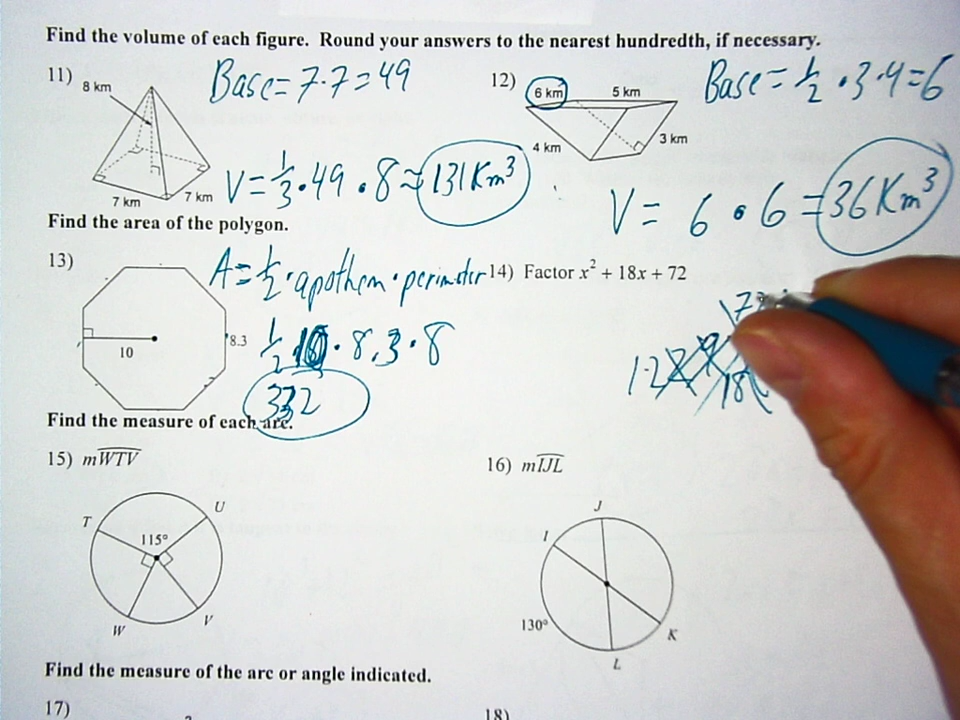 Find the volume of each figure. Round your answers to the nearest hundredth, if necessary.
11) 8 km Base = 7·7 = 49
7 km 7 km
V = 1/3 · 49 · 8 ≈ 131 Km³
12) 6 km 5 km Base = 1/2 · 3 · 4 = 6
4 km 3 km
V = 6 · 6 = 36 Km³
Find the area of the polygon.
13) A = 1/2 · apothem · perimeter
10 8.3
1/2 10 · 8.3 · 8
332
14) Factor x² + 18x + 72
18
Find the measure of each arc.
15) mWTV
T U
115°
W V
16) mIJL
J
I
130°
K
L
Find the measure of the arc or angle indicated.
17)
18)